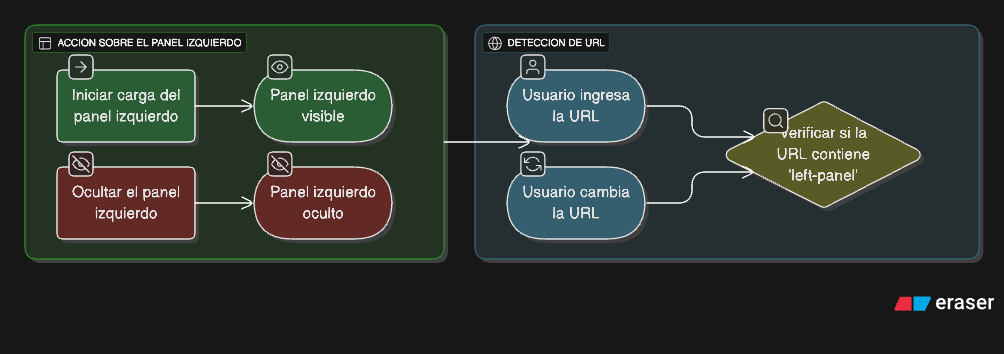 ACCION SOBRE EL PANEL IZQUIERDO
Iniciar carga del
panel izquierdo
Panel izquierdo
visible
Ocultar el panel
izquierdo
Panel izquierdo
oculto
DETECCION DE URL
Usuario ingresa
la URL
Usuario cambia
la URL
Verificar si la
URL contiene
'left-panel'
eraser